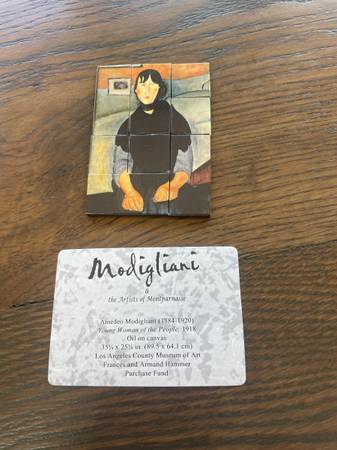 Modigliani
&
the Artists of Montparnasse
Amedeo Modigliani (1884-1920)
Young Woman of the People, 1918
Oil on canvas
35¼ x 25¼ in. (89.5 x 64.1 cm)
Los Angeles County Museum of Art
Frances and Armand Hammer
Purchase Fund